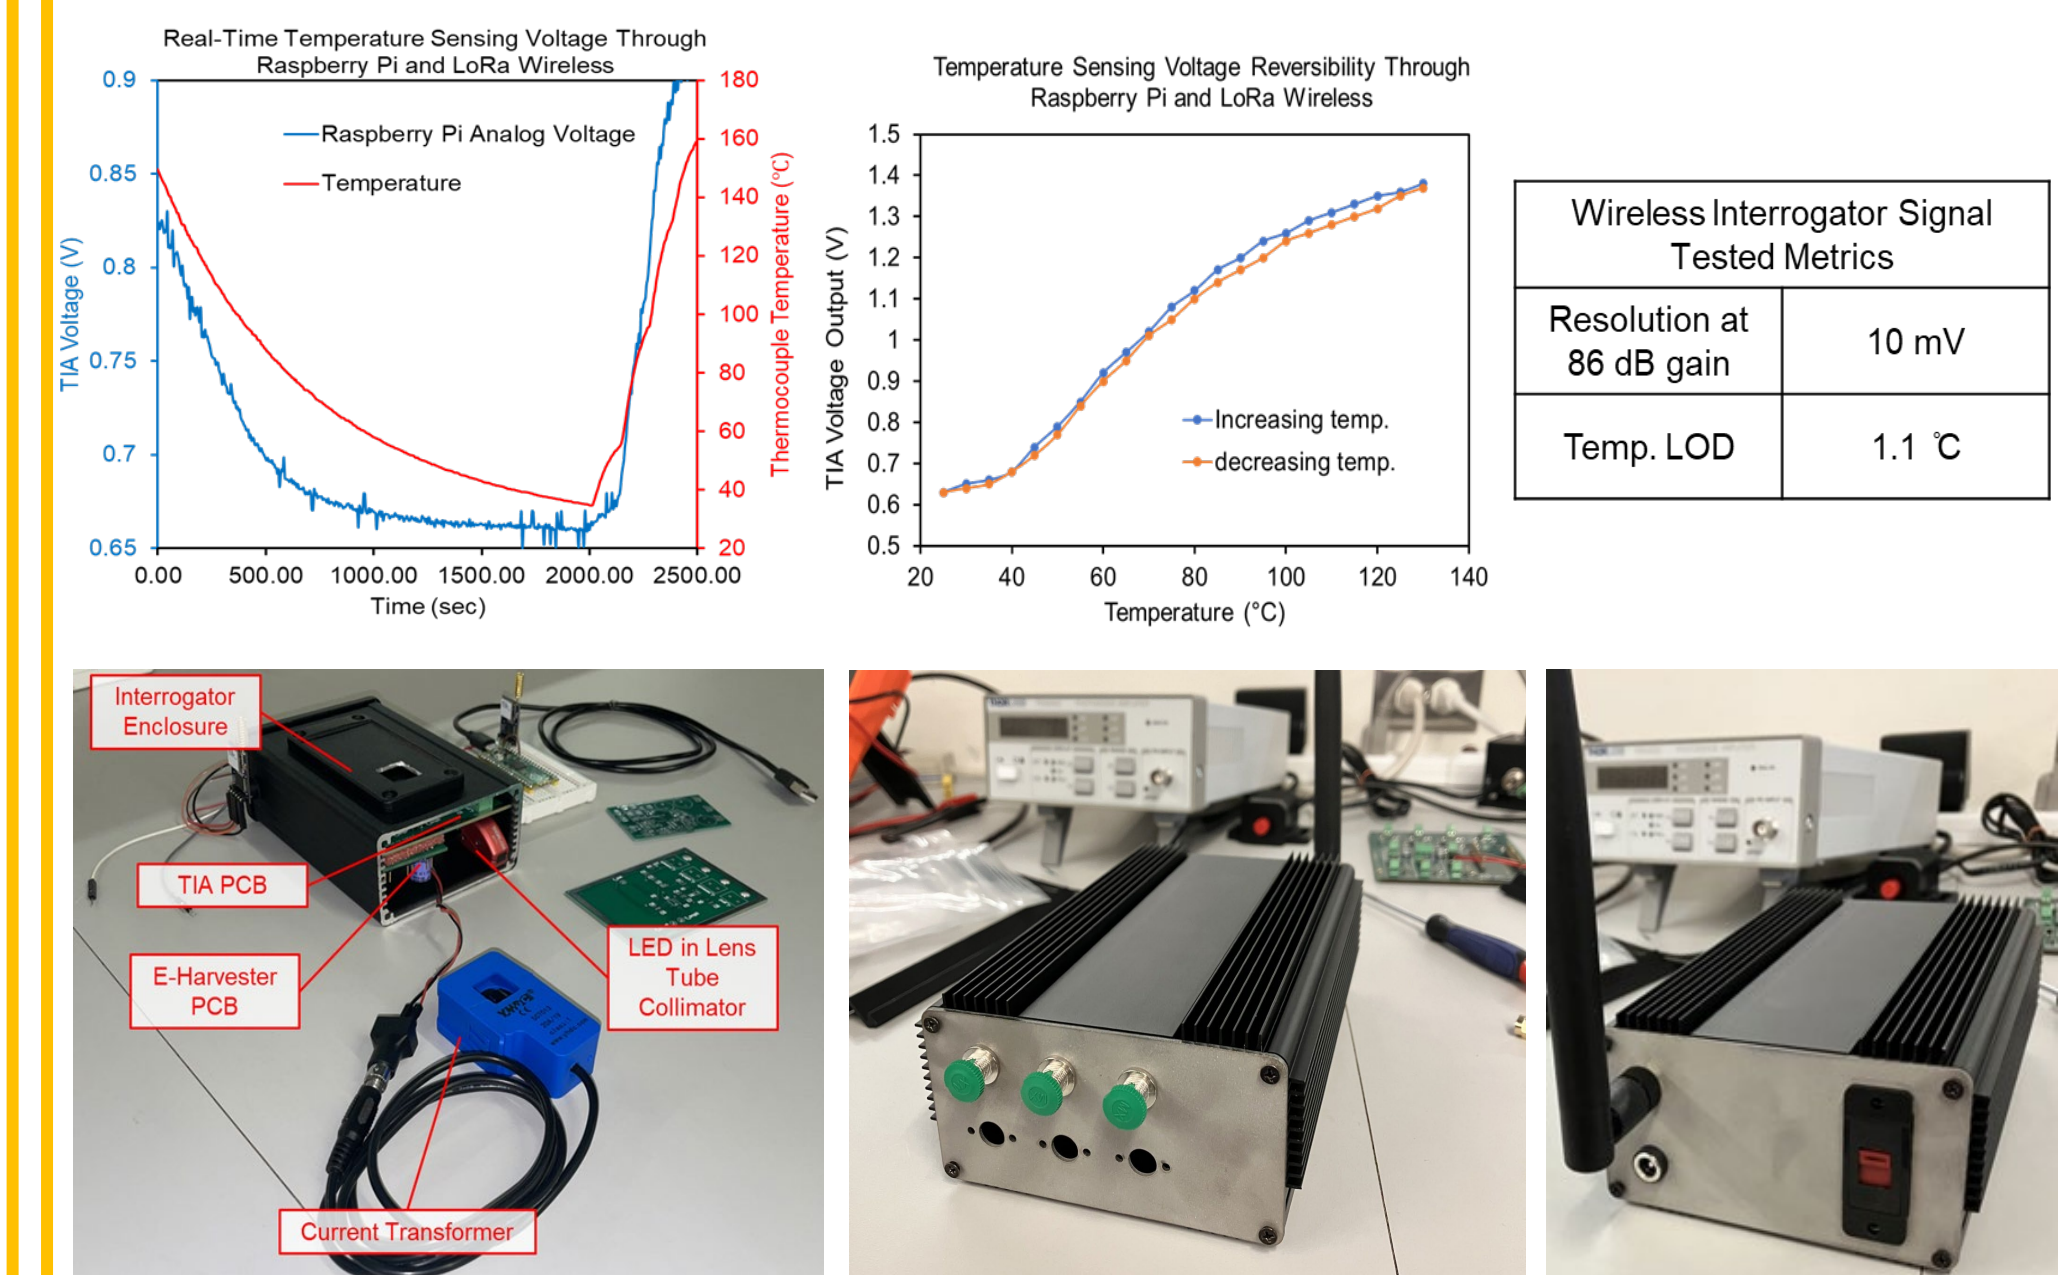 Real-Time Temperature Sensing Voltage Through
Raspberry Pi and LoRa Wireless
0.9
0.85
0.8
0.75
0.7
0.65
TIA Voltage (V)
Raspberry Pi Analog Voltage
Temperature
180
160
140
120
100
80
60
40
20
Thermocouple Temperature (℃)
0.00 500.00 1000.00 1500.00 2000.00 2500.00
Time (sec)
Temperature Sensing Voltage Reversibility Through
Raspberry Pi and LoRa Wireless
1.5
1.4
1.3
1.2
1.1
1
0.9
0.8
0.7
0.6
0.5
TIA Voltage Output (V)
Increasing temp.
decreasing temp.
20 40 60 80 100 120 140
Temperature (°C)
Wireless Interrogator Signal
Tested Metrics
Resolution at
86 dB gain
10 mV
Temp. LOD
1.1 ℃
Interrogator
Enclosure
TIA PCB
E-Harvester
PCB
LED in Lens
Tube
Collimator
Current Transformer